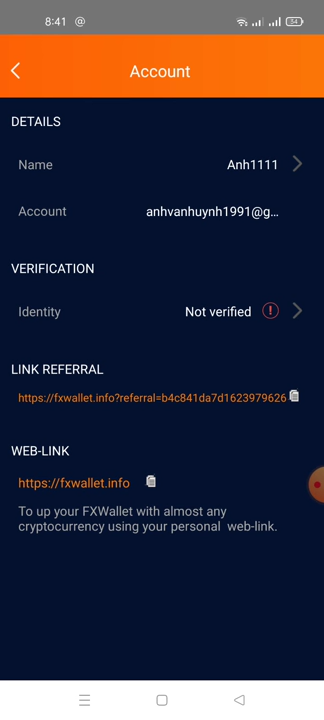 8:41 @ 54
Account
DETAILS
Name Anh1111
Account anhvanhuynh1991@g...
VERIFICATION
Identity Not verified
LINK REFERRAL
https://fxwallet.info?referral=b4c841da7d1623979626
WEB-LINK
https://fxwallet.info
To up your FXWallet with almost any
cryptocurrency using your personal web-link.